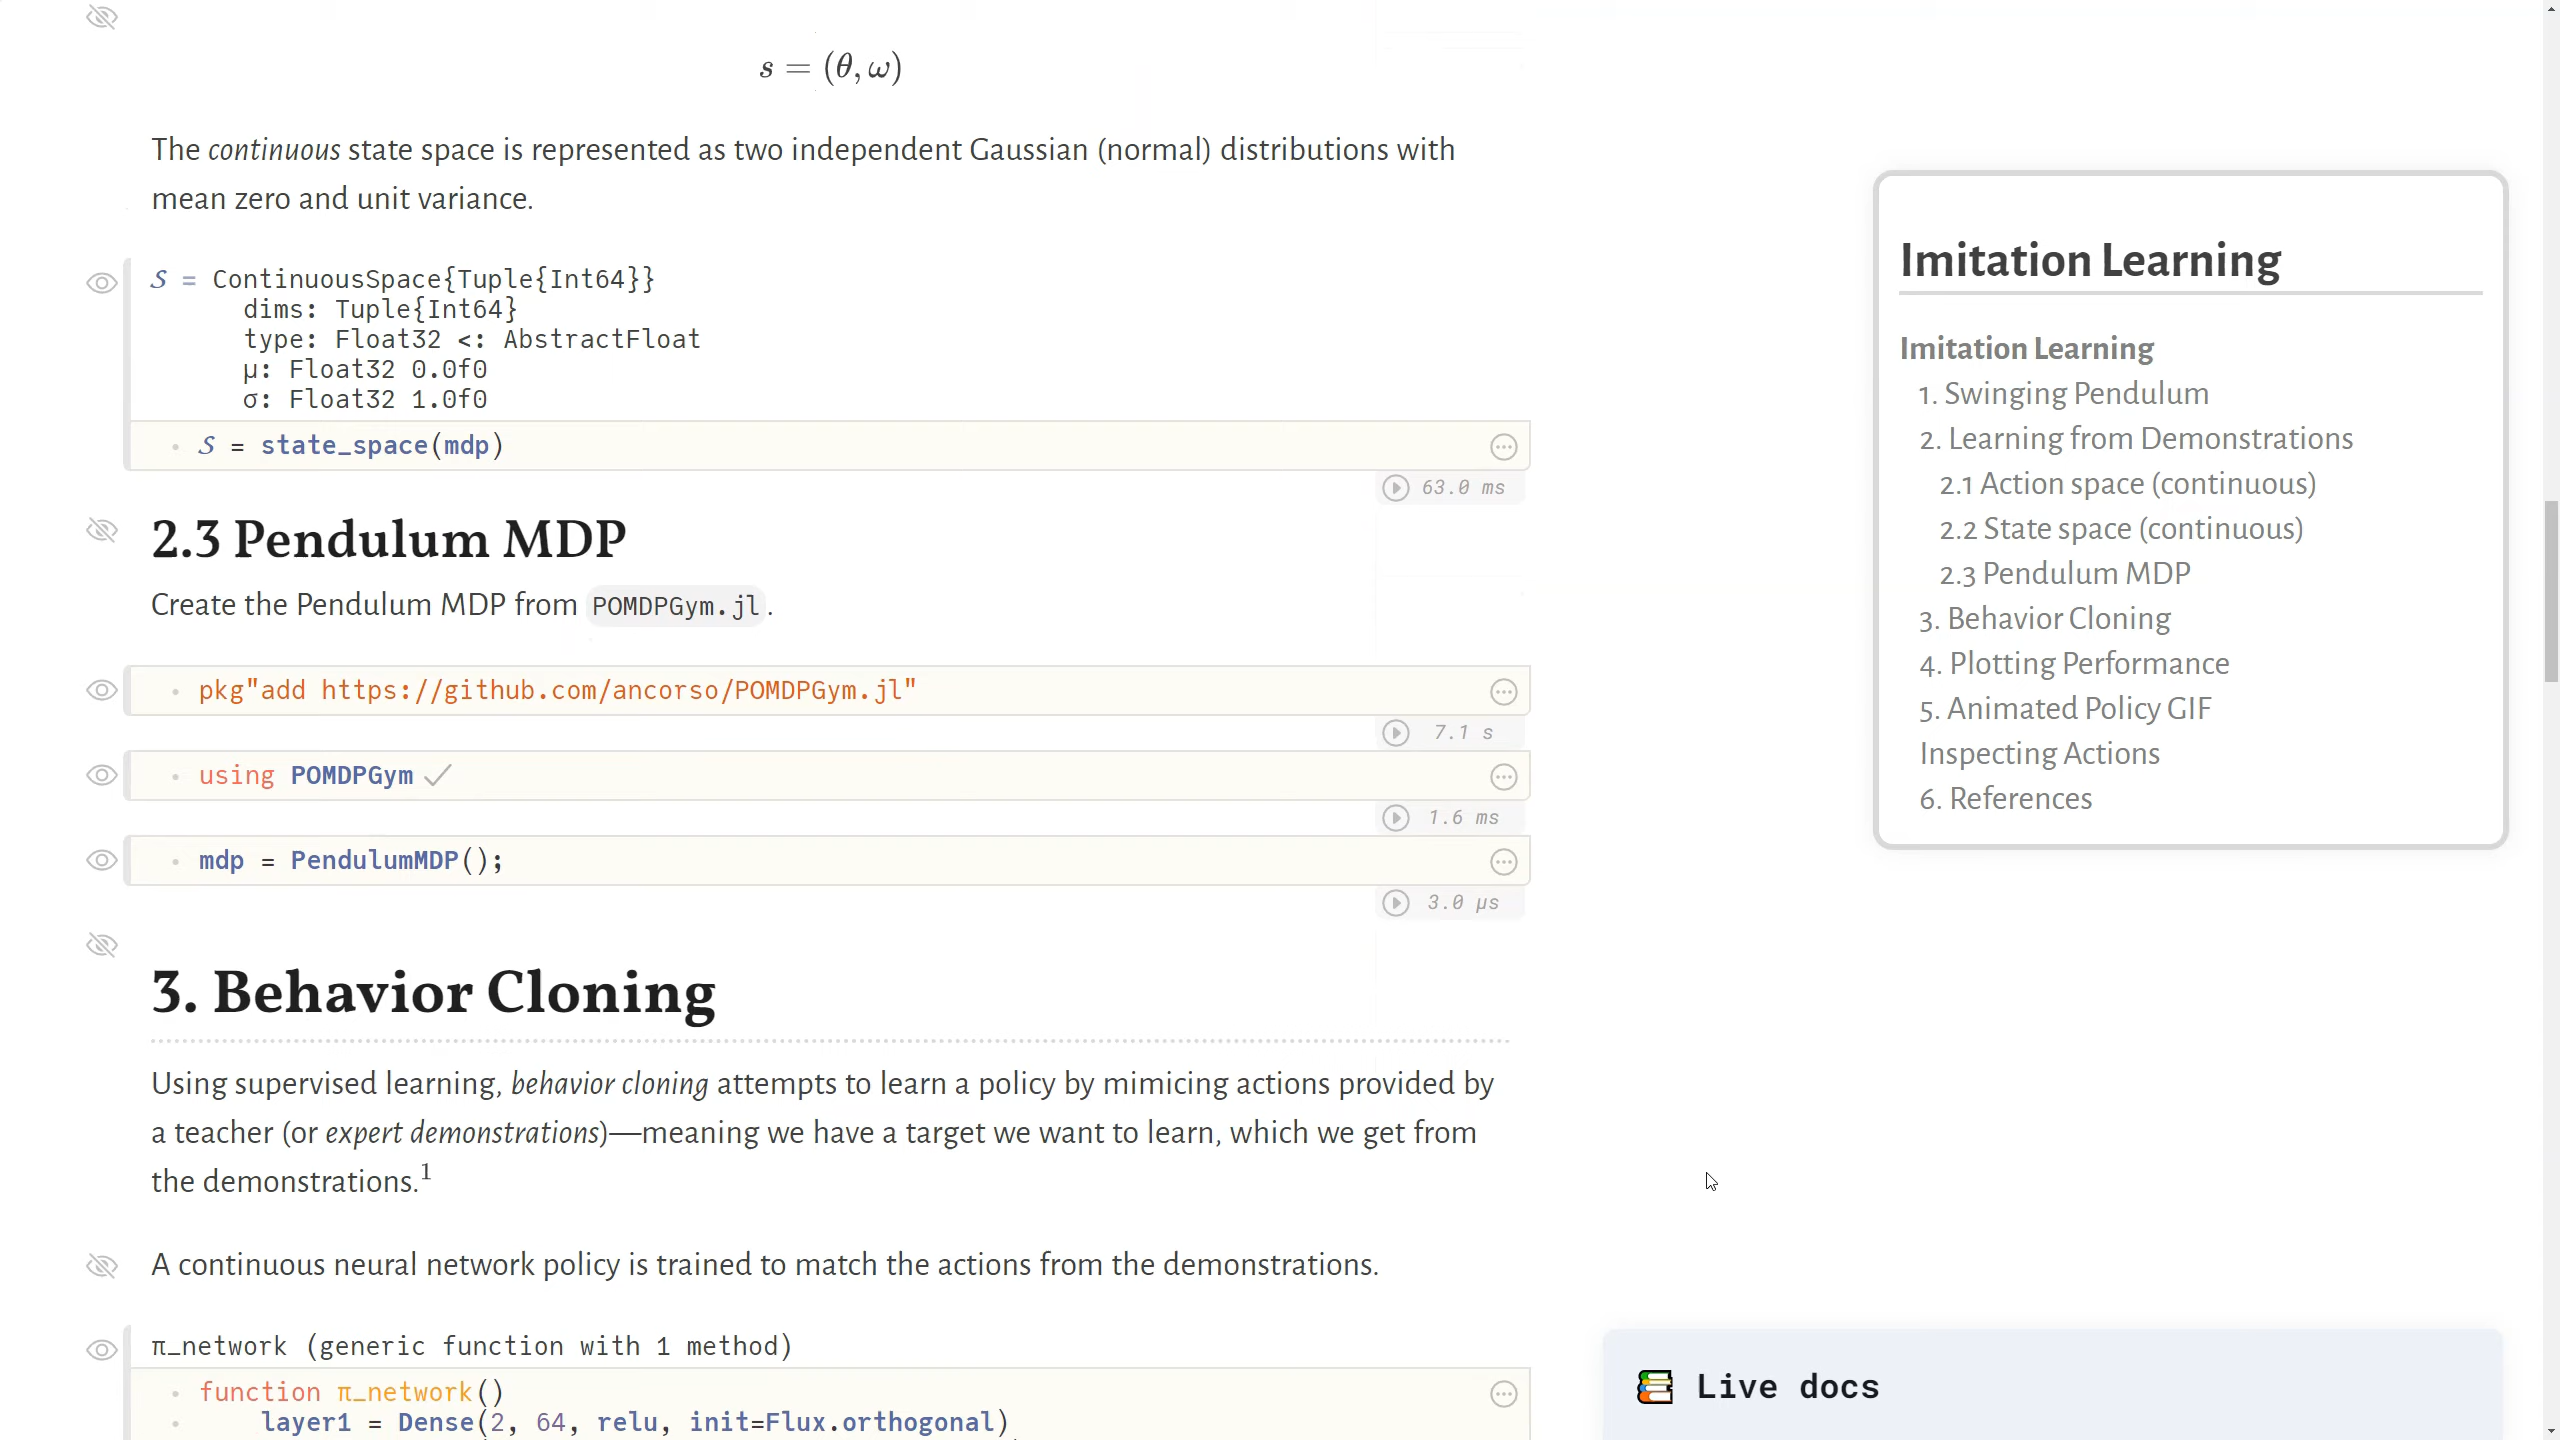 s = (θ, ω)
The continuous state space is represented as two independent Gaussian (normal) distributions with
mean zero and unit variance.
𝒮 = ContinuousSpace{Tuple{Int64}}
dims: Tuple{Int64}
type: Float32 <: AbstractFloat
μ: Float32 0.0f0
σ: Float32 1.0f0
𝒮 = state_space(mdp)
63.0 ms
2.3 Pendulum MDP
Create the Pendulum MDP from POMDPGym.jl.
pkg"add https://github.com/ancorso/POMDPGym.jl"
7.1 s
using POMDPGym
1.6 ms
mdp = PendulumMDP();
3.0 μs
3. Behavior Cloning
Using supervised learning, behavior cloning attempts to learn a policy by mimicing actions provided by
a teacher (or expert demonstrations)—meaning we have a target we want to learn, which we get from
the demonstrations.¹
A continuous neural network policy is trained to match the actions from the demonstrations.
π_network (generic function with 1 method)
function π_network()
layer1 = Dense(2, 64, relu, init=Flux.orthogonal)
Imitation Learning
Imitation Learning
1. Swinging Pendulum
2. Learning from Demonstrations
2.1 Action space (continuous)
2.2 State space (continuous)
2.3 Pendulum MDP
3. Behavior Cloning
4. Plotting Performance
5. Animated Policy GIF
Inspecting Actions
6. References
Live docs